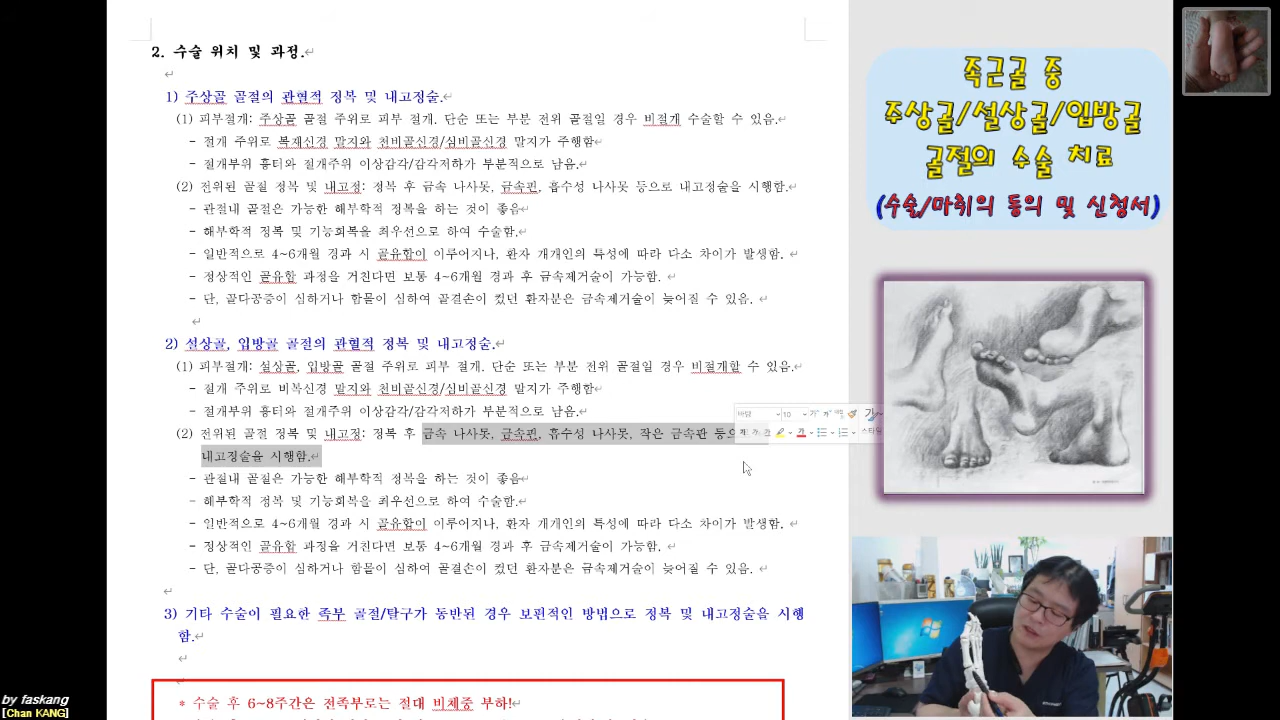 2. 수술 위치 및 과정.
1) 주상골 골절의 관혈적 정복 및 내고정술.
(1) 피부절개: 주상골 골절 주위로 피부 절개. 단순 또는 부분 전위 골절일 경우 비절개 수술할 수 있음.
- 절개 주위로 복재신경 말지와 천비골신경/심비골신경 말지가 주행함
- 절개부위 흉터와 절개주위 이상감각/감각저하가 부분적으로 남음.
(2) 전위된 골절 정복 및 내고정: 정복 후 금속 나사못, 금속핀, 흡수성 나사못 등으로 내고정술을 시행함.
- 관절내 골절은 가능한 해부학적 정복을 하는 것이 좋음
- 해부학적 정복 및 기능회복을 최우선으로 하여 수술함.
- 일반적으로 4~6개월 경과 시 골유합이 이루어지나, 환자 개개인의 특성에 따라 다소 차이가 발생함.
- 정상적인 골유합 과정을 거친다면 보통 4~6개월 경과 후 금속제거술이 가능함.
- 단, 골다공증이 심하거나 함몰이 심하여 골결손이 컸던 환자분은 금속제거술이 늦어질 수 있음.
2) 설상골, 입방골 골절의 관혈적 정복 및 내고정술.
(1) 피부절개: 설상골, 입방골 골절 주위로 피부 절개. 단순 또는 부분 전위 골절일 경우 비절개할 수 있음.
- 절개 주위로 비복신경 말지와 천비골신경/심비골신경 말지가 주행함
- 절개부위 흉터와 절개주위 이상감각/감각저하가 부분적으로 남음.
(2) 전위된 골절 정복 및 내고정: 정복 후 금속 나사못, 금속핀, 흡수성 나사못, 작은 금속판 등으
내고정술을 시행함.
- 관절내 골절은 가능한 해부학적 정복을 하는 것이 좋음
- 해부학적 정복 및 기능회복을 최우선으로 하여 수술함.
- 일반적으로 4~6개월 경과 시 골유합이 이루어지나, 환자 개개인의 특성에 따라 다소 차이가 발생함.
- 정상적인 골유합 과정을 거친다면 보통 4~6개월 경과 후 금속제거술이 가능함.
- 단, 골다공증이 심하거나 함몰이 심하여 골결손이 컸던 환자분은 금속제거술이 늦어질 수 있음.
3) 기타 수술이 필요한 족부 골절/탈구가 동반된 경우 보편적인 방법으로 정복 및 내고정술을 시행
함.
* 수술 후 6~8주간은 전족부로는 절대 비체중 부하!
바탕 10
스타일
족근골 중
주상골/설상골/입방골
골절의 수술 치료
(수술/마취의 동의 및 신청서)
by faskang
[Chan KANG]